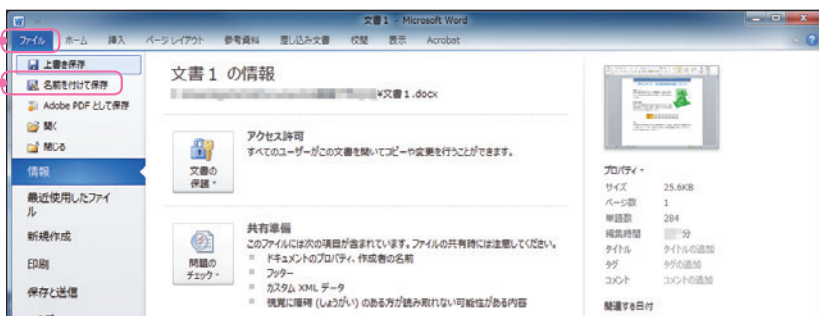 文書1 - Microsoft Word
ファイル ホーム 挿入 ページ レイアウト 参考資料 差し込み文書 校閲 表示 Acrobat
上書き保存
名前を付けて保存
Adobe PDF として保存
開く
閉じる
情報
最近使用したファイル
新規作成
印刷
保存と送信
文書1 の情報
¥文書1.docx
文書の
保護
アクセス許可
すべてのユーザーがこの文書を開いてコピーや変更を行うことができます。
問題の
チェック
共有準備
このファイルには次の項目が含まれています。ファイルの共有時には注意してください。
ドキュメントのプロパティ、作成者の名前
フッター
カスタム XML データ
視覚に障碍 (しょうがい) のある方が読み取れない可能性がある内容
プロパティ
サイズ 25.6KB
ページ数 1
単語数 284
編集時間 分
タイトル タイトルの追加
タグ タグの追加
コメント コメントの追加
関連する日付